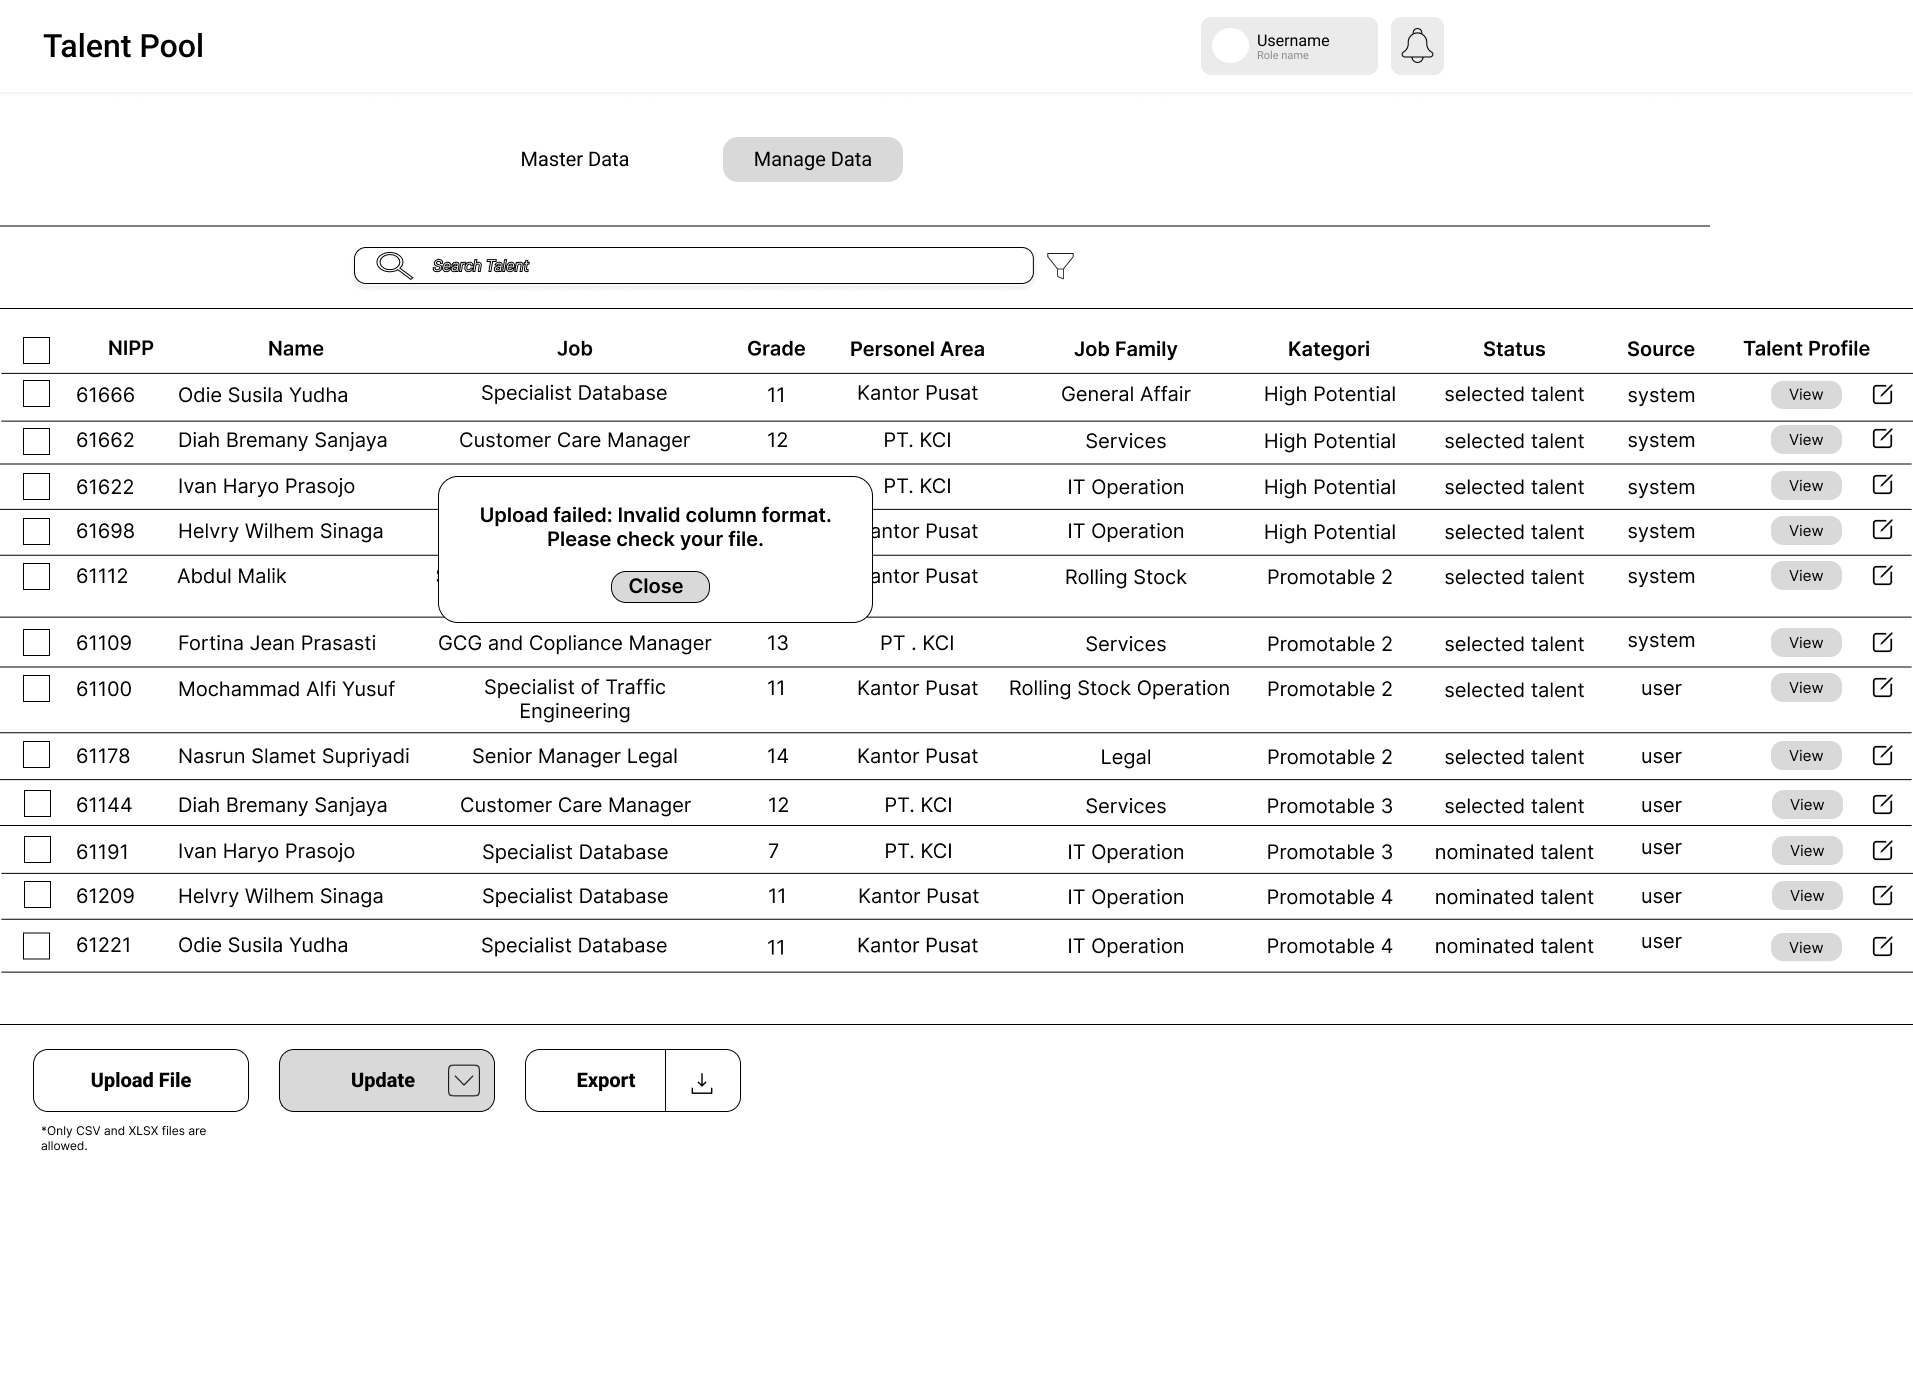 Talent Pool
Username
Role name
Master Data
Manage Data
Search Talent
NIPP Name Job Grade Personel Area Job Family Kategori Status Source Talent Profile
61666 Odie Susila Yudha Specialist Database 11 Kantor Pusat General Affair High Potential selected talent system View
61662 Diah Bremany Sanjaya Customer Care Manager 12 PT. KCI Services High Potential selected talent system View
61622 Ivan Haryo Prasojo PT. KCI IT Operation High Potential selected talent system View
61698 Helvry Wilhem Sinaga antor Pusat IT Operation High Potential selected talent system View
61112 Abdul Malik antor Pusat Rolling Stock Promotable 2 selected talent system View
Upload failed: Invalid column format.
Please check your file.
Close
61109 Fortina Jean Prasasti GCG and Copliance Manager 13 PT . KCI Services Promotable 2 selected talent system View
61100 Mochammad Alfi Yusuf Specialist of Traffic 11 Kantor Pusat Rolling Stock Operation Promotable 2 selected talent user View
Engineering
61178 Nasrun Slamet Supriyadi Senior Manager Legal 14 Kantor Pusat Legal Promotable 2 selected talent user View
61144 Diah Bremany Sanjaya Customer Care Manager 12 PT. KCI Services Promotable 3 selected talent user View
61191 Ivan Haryo Prasojo Specialist Database 7 PT. KCI IT Operation Promotable 3 nominated talent user View
61209 Helvry Wilhem Sinaga Specialist Database 11 Kantor Pusat IT Operation Promotable 4 nominated talent user View
61221 Odie Susila Yudha Specialist Database 11 Kantor Pusat IT Operation Promotable 4 nominated talent user View
Upload File
Update
Export
*Only CSV and XLSX files are
allowed.